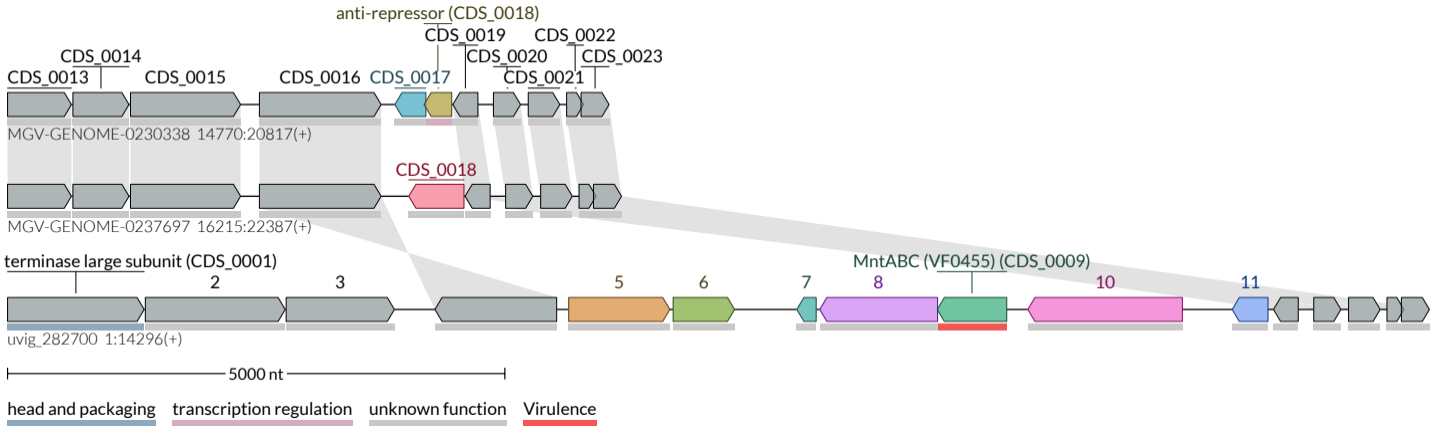 anti-repressor (CDS_0018)
CDS_0019 CDS_0022
CDS_0014 CDS_0020 CDS_0023
CDS_0013 CDS_0015 CDS_0016 CDS_0017 CDS_0021
MGV-GENOME-0230338 14770:20817(+)
CDS_0018
MGV-GENOME-0237697 16215:22387(+)
terminase large subunit (CDS_0001) MntABC (VF0455) (CDS_0009)
2 3 5 6 7 8 10 11
uvig_282700 1:14296(+)
5000 nt
head and packaging transcription regulation unknown function Virulence